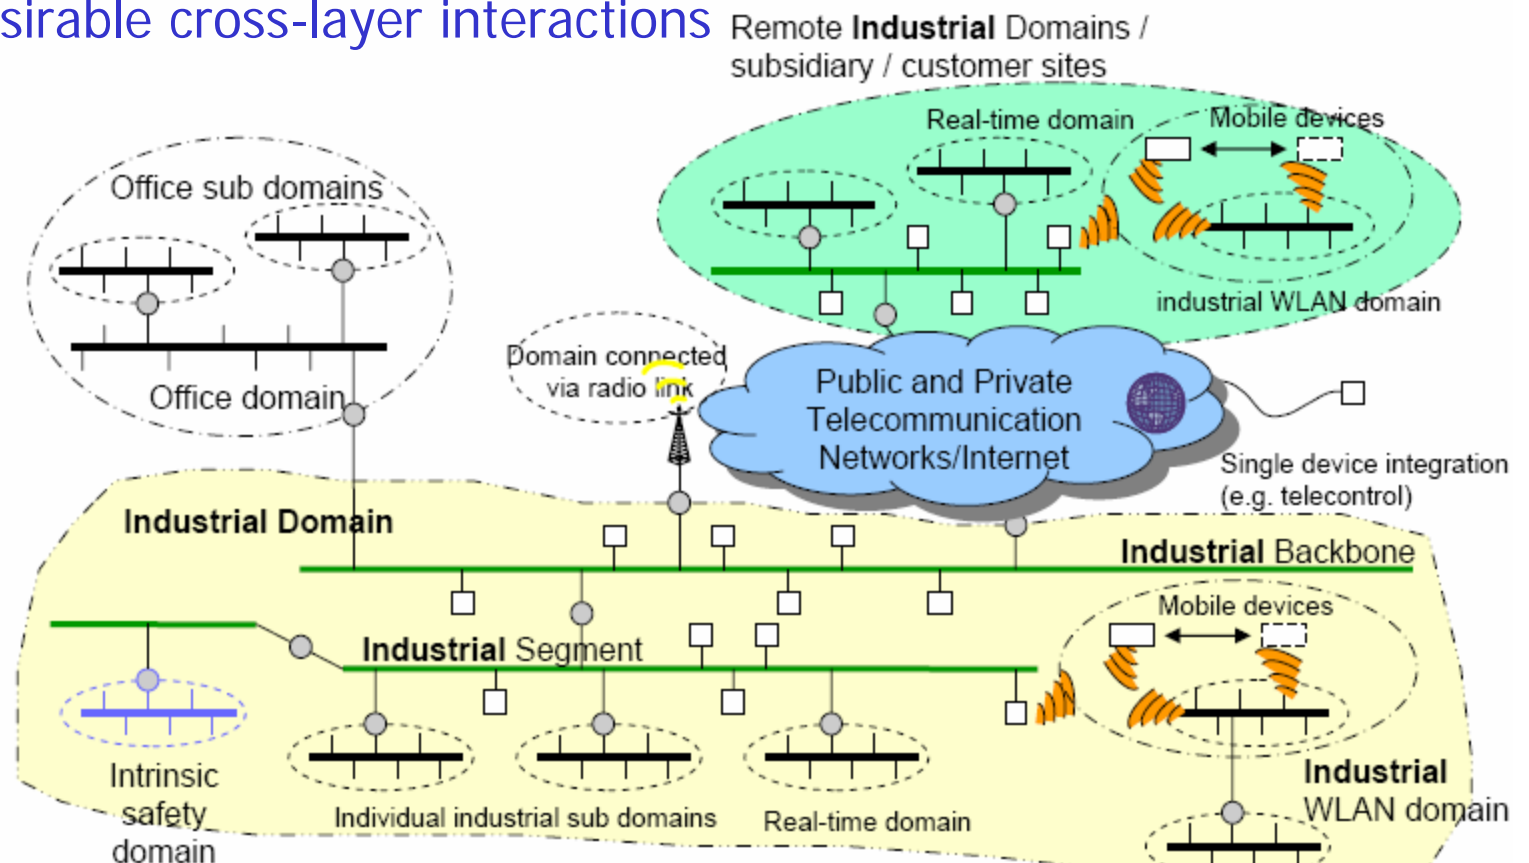 sirable cross-layer interactions
Remote Industrial Domains /
subsidiary / customer sites
Real-time domain
Mobile devices
industrial WLAN domain
Office sub domains
Office domain
Domain connected
via radio link
Public and Private
Telecommunication
Networks/Internet
Single device integration
(e.g. telecontrol)
Industrial Domain
Industrial Backbone
Mobile devices
Industrial Segment
Intrinsic
safety
domain
Individual industrial sub domains
Real-time domain
Industrial
WLAN domain